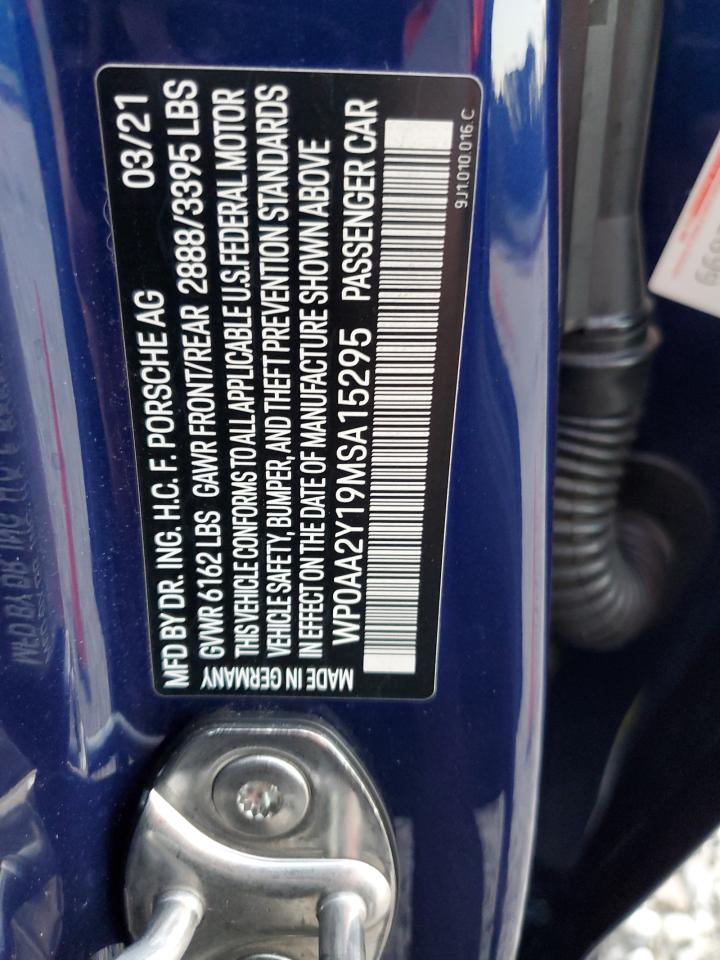 MFD BY DR. ING. H.C. F. PORSCHE AG 03/21
GVWR 6162 LBS GAWR FRONT/REAR 2888/3395 LBS
THIS VEHICLE CONFORMS TO ALL APPLICABLE U.S. FEDERAL MOTOR
VEHICLE SAFETY, BUMPER, AND THEFT PREVENTION STANDARDS
IN EFFECT ON THE DATE OF MANUFACTURE SHOWN ABOVE
MADE IN GERMANY
WP0AA2Y19MSA15295 PASSENGER CAR
9J1.010.016.C